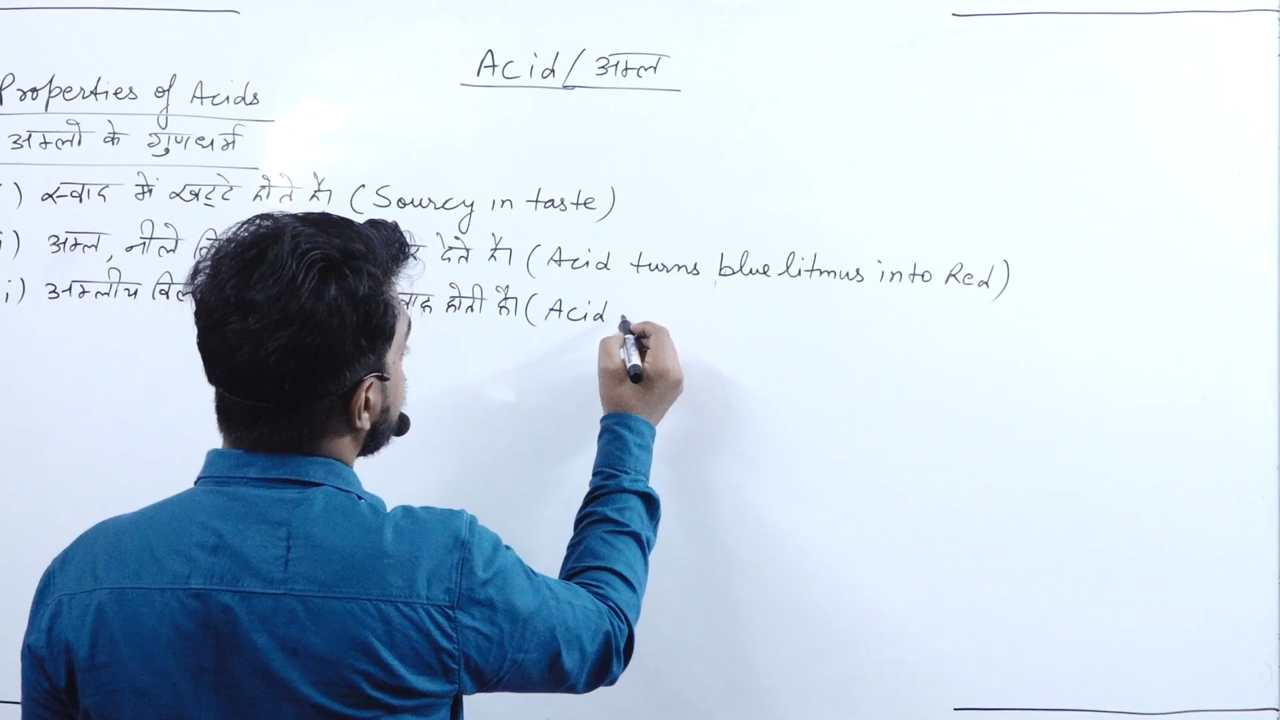 Acid / अम्ल
Properties of Acids
अम्लो के गुणधर्म
) स्वाद में खट्टे होते है। (Sourcy in taste)
i) अम्ल, नीले देते है। (Acid turns blue litmus into Red)
i) अम्लीय होती है। (Acid